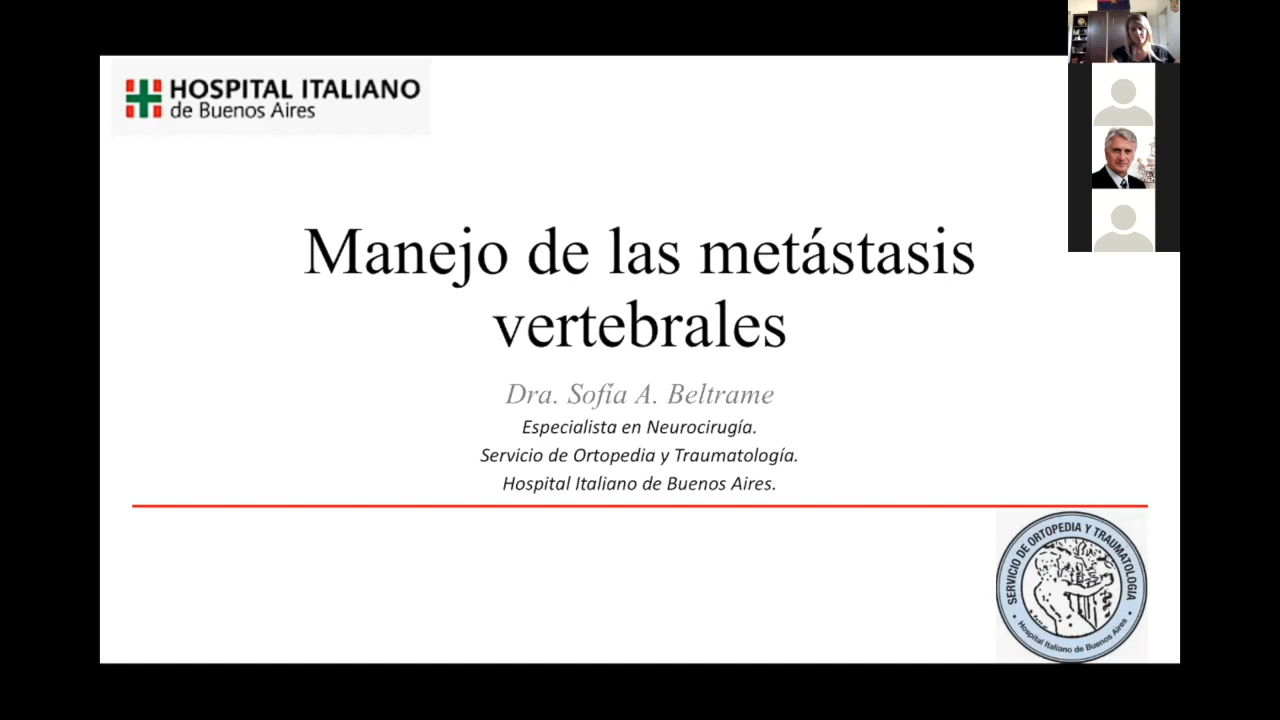 HOSPITAL ITALIANO
de Buenos Aires
Manejo de las metástasis
vertebrales
Dra. Sofía A. Beltrame
Especialista en Neurocirugía.
Servicio de Ortopedia y Traumatología.
Hospital Italiano de Buenos Aires.
SERVICIO DE ORTOPEDIA Y TRAUMATOLOGIA
Hospital Italiano de Buenos Aires